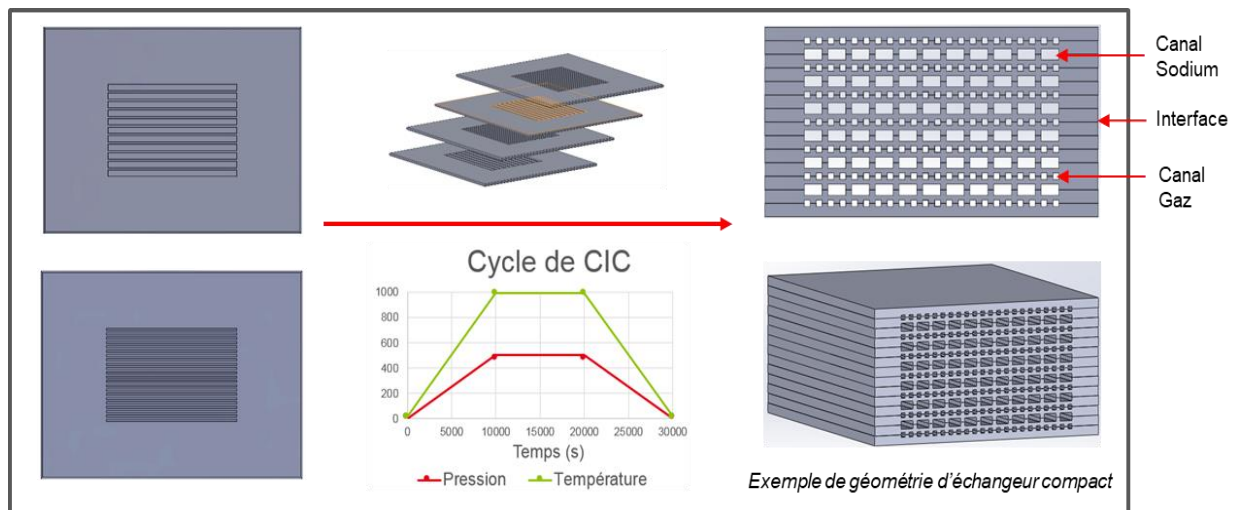 Canal
Sodium
Interface
Canal
Gaz
Cycle de CIC
1000
800
600
400
200
0
0 5000 10000 15000 20000 25000 30000
Temps (s)
Pression Température
Exemple de géométrie d'échangeur compact